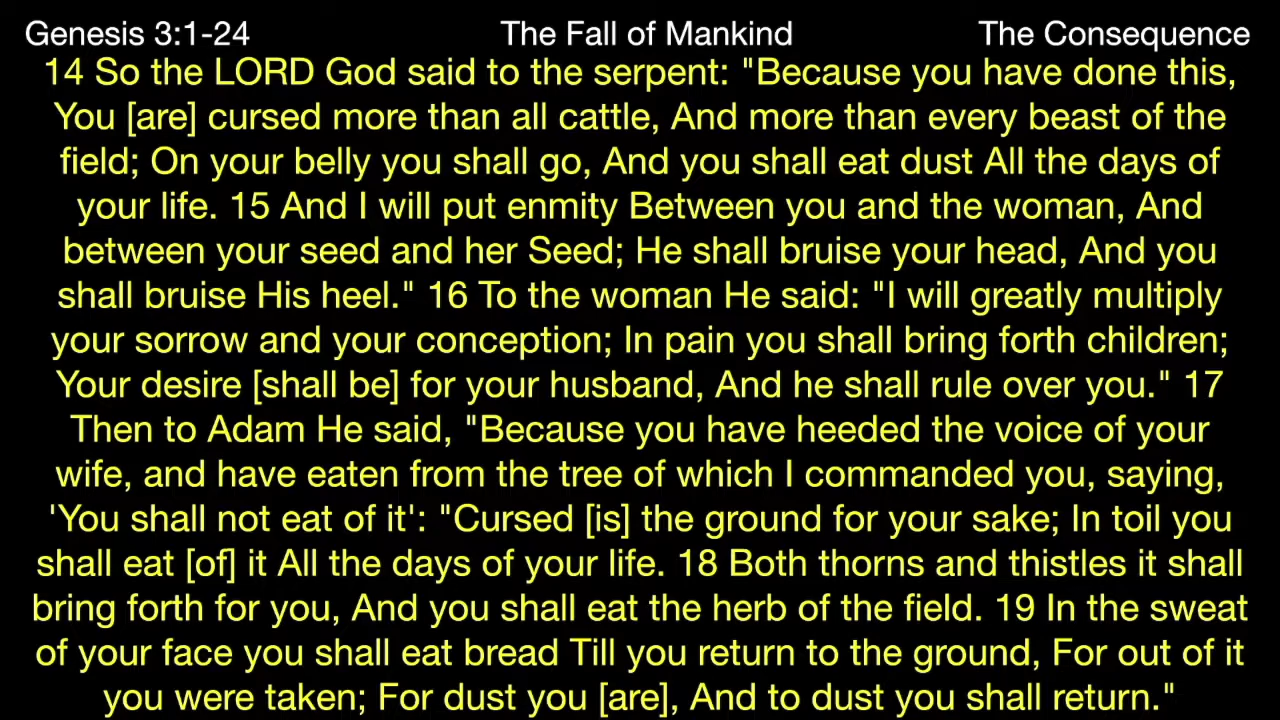 Genesis 3:1-24 The Fall of Mankind The Consequence
14 So the LORD God said to the serpent: "Because you have done this,
You [are] cursed more than all cattle, And more than every beast of the
field; On your belly you shall go, And you shall eat dust All the days of
your life. 15 And I will put enmity Between you and the woman, And
between your seed and her Seed; He shall bruise your head, And you
shall bruise His heel." 16 To the woman He said: "I will greatly multiply
your sorrow and your conception; In pain you shall bring forth children;
Your desire [shall be] for your husband, And he shall rule over you." 17
Then to Adam He said, "Because you have heeded the voice of your
wife, and have eaten from the tree of which I commanded you, saying,
'You shall not eat of it': "Cursed [is] the ground for your sake; In toil you
shall eat [of] it All the days of your life. 18 Both thorns and thistles it shall
bring forth for you, And you shall eat the herb of the field. 19 In the sweat
of your face you shall eat bread Till you return to the ground, For out of it
you were taken; For dust you [are], And to dust you shall return."